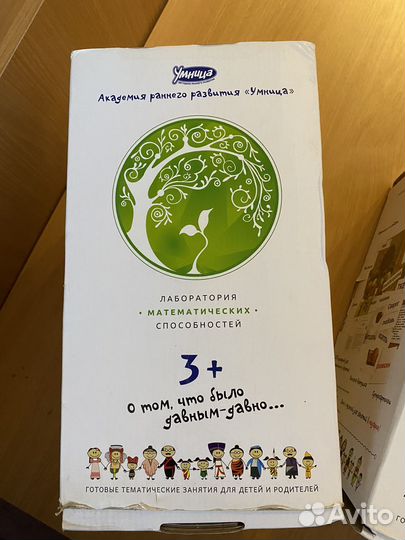 Умница
Академия раннего развития «Умница»
ЛАБОРАТОРИЯ
• МАТЕМАТИЧЕСКИХ •
СПОСОБНОСТЕЙ
3+
о том, что было
давным-давно...
ГОТОВЫЕ ТЕМАТИЧЕСКИЕ ЗАНЯТИЯ ДЛЯ ДЕТЕЙ И РОДИТЕЛЕЙ
Avito